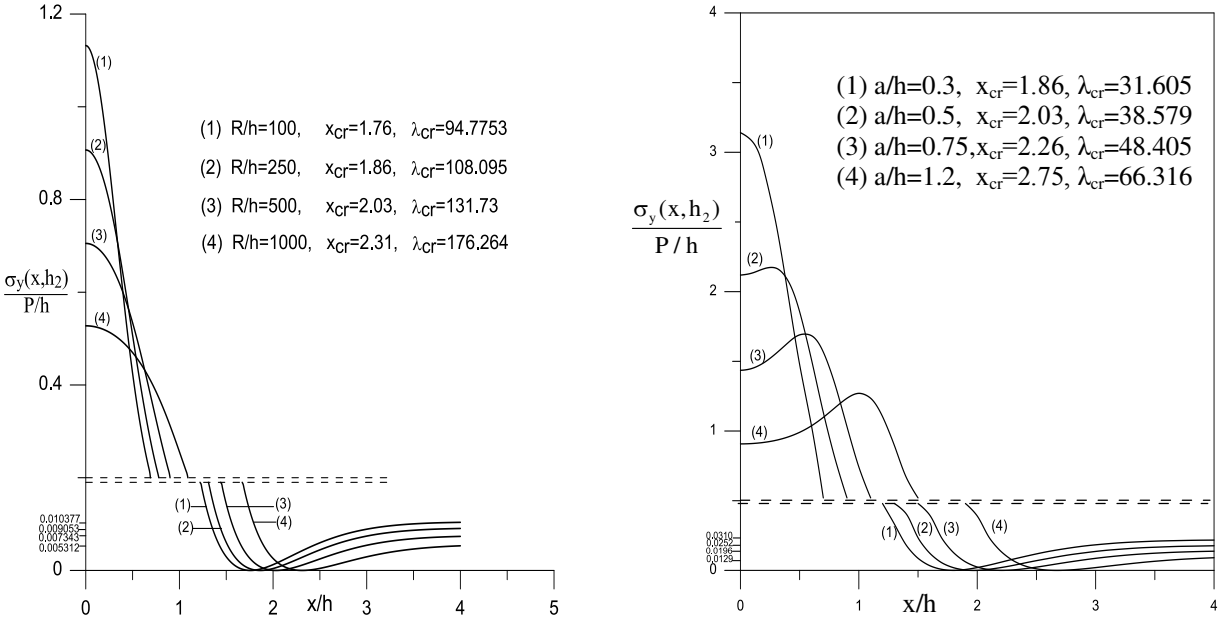 1.2
0.8
0.4
0
σy(x,h2)
P/h
0.010377
0.009053
0.007343
0.005312
(1)
(2)
(3)
(4)
(1) R/h=100, xcr=1.76, λcr=94.7753
(2) R/h=250, xcr=1.86, λcr=108.095
(3) R/h=500, xcr=2.03, λcr=131.73
(4) R/h=1000, xcr=2.31, λcr=176.264
(1)
(2)
(3)
(4)
0 1 2 3 4 5
x/h
4
3
2
1
0
σy(x,h2)
P/h
0.0310
0.0252
0.0196
0.0129
(1) a/h=0.3, xcr=1.86, λcr=31.605
(2) a/h=0.5, xcr=2.03, λcr=38.579
(3) a/h=0.75,xcr=2.26, λcr=48.405
(4) a/h=1.2, xcr=2.75, λcr=66.316
(1)
(2)
(3)
(4)
(1)
(2)
(3)
(4)
0 1 2 3 4
x/h